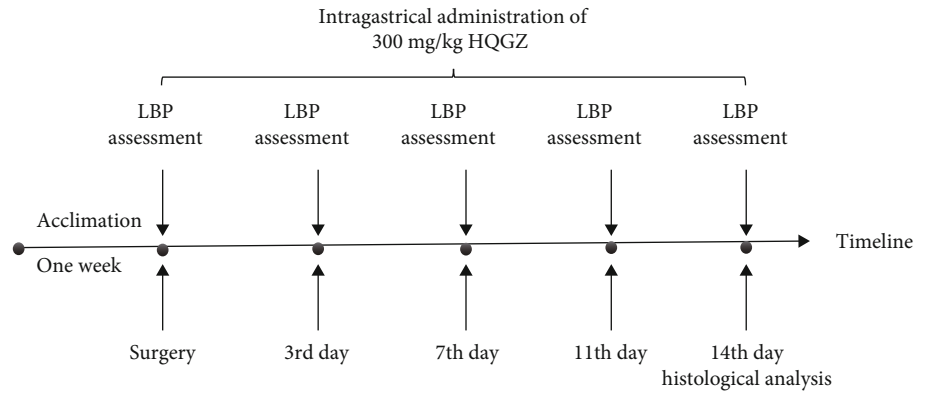 Intragastrical administration of
300 mg/kg HQGZ
LBP
assessment
LBP
assessment
LBP
assessment
LBP
assessment
LBP
assessment
Acclimation
One week
Timeline
Surgery
3rd day
7th day
11th day
14th day
histological analysis